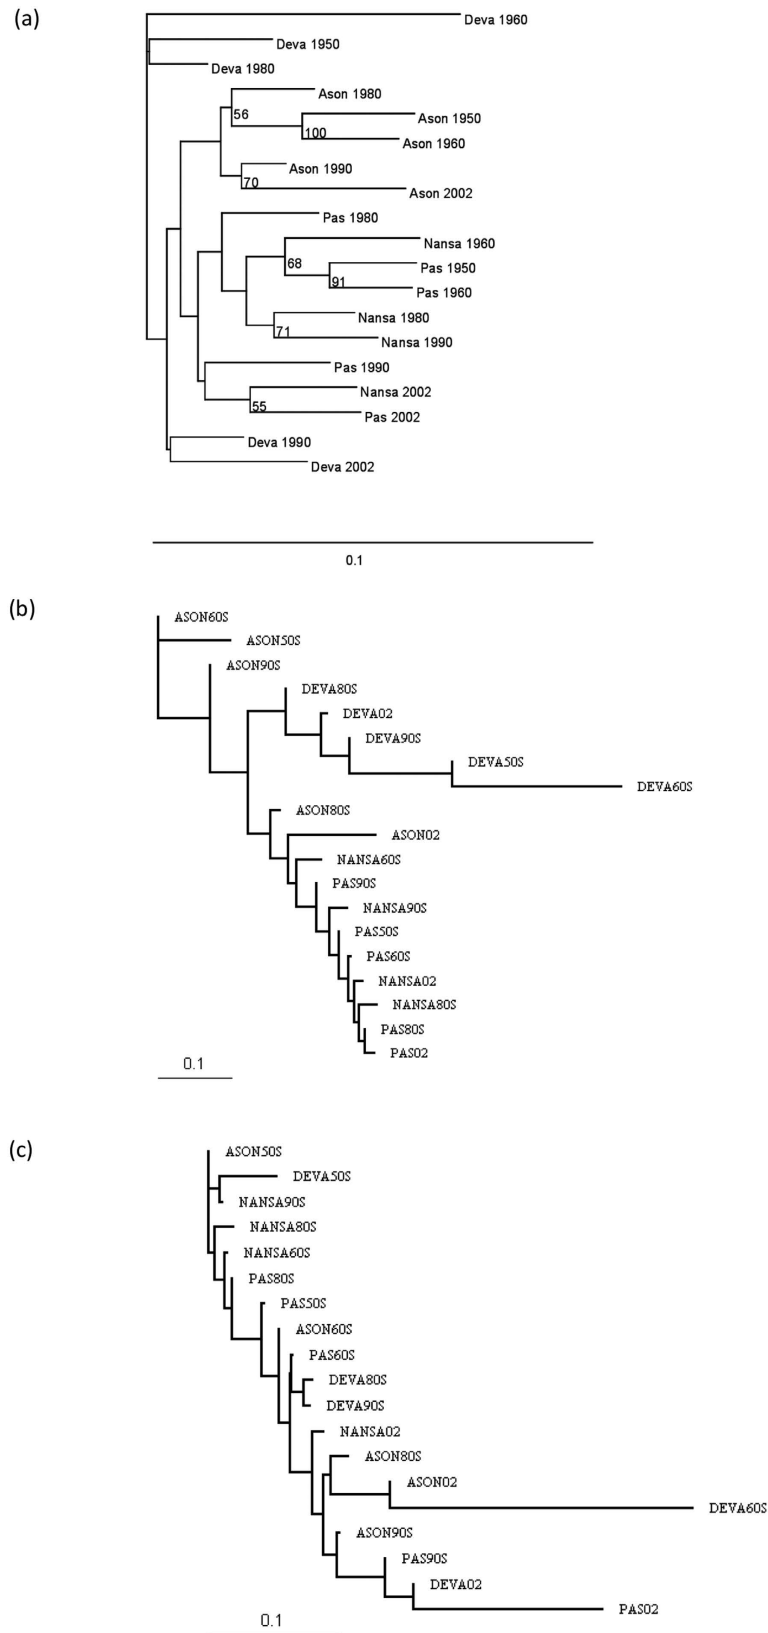 (a)
Deva 1960
Deva 1950
Deva 1980
Ason 1980
56
Ason 1950
100
Ason 1960
Ason 1990
70
Ason 2002
Pas 1980
Nansa 1960
68
Pas 1950
91
Pas 1960
Nansa 1980
71
Nansa 1990
Pas 1990
Nansa 2002
55
Pas 2002
Deva 1990
Deva 2002
0.1
(b)
ASON60S
ASON50S
ASON90S
DEVA80S
DEVA02
DEVA90S
DEVA50S
DEVA60S
ASON80S
ASON02
NANSA60S
PAS90S
NANSA90S
PAS50S
PAS60S
NANSA02
NANSA80S
PAS80S
PAS02
0.1
(c)
ASON50S
DEVA50S
NANSA90S
NANSA80S
NANSA60S
PAS80S
PAS50S
ASON60S
PAS60S
DEVA80S
DEVA90S
NANSA02
ASON80S
ASON02
DEVA60S
ASON90S
PAS90S
DEVA02
PAS02
0.1